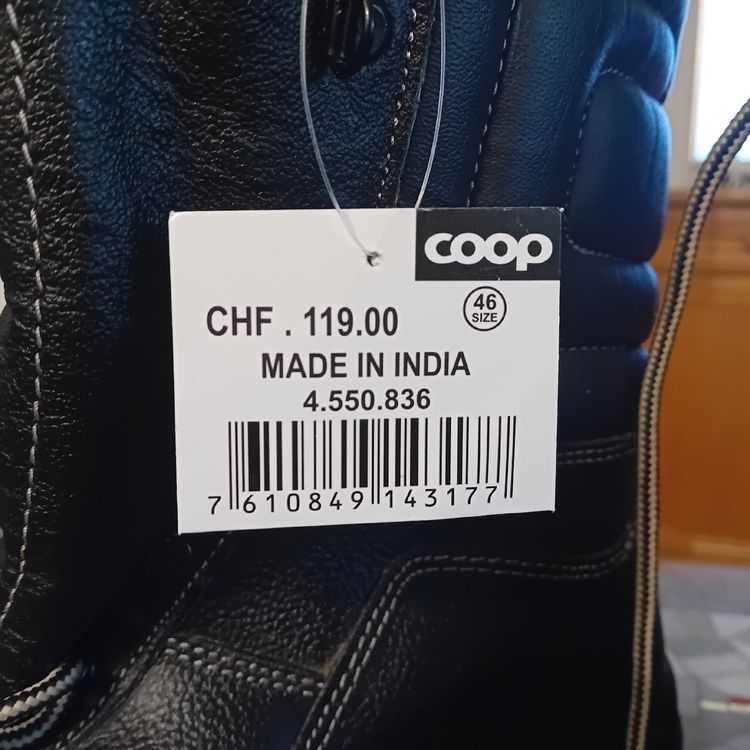 coop
CHF . 119.00
46
SIZE
MADE IN INDIA
4.550.836
7 610849 143177